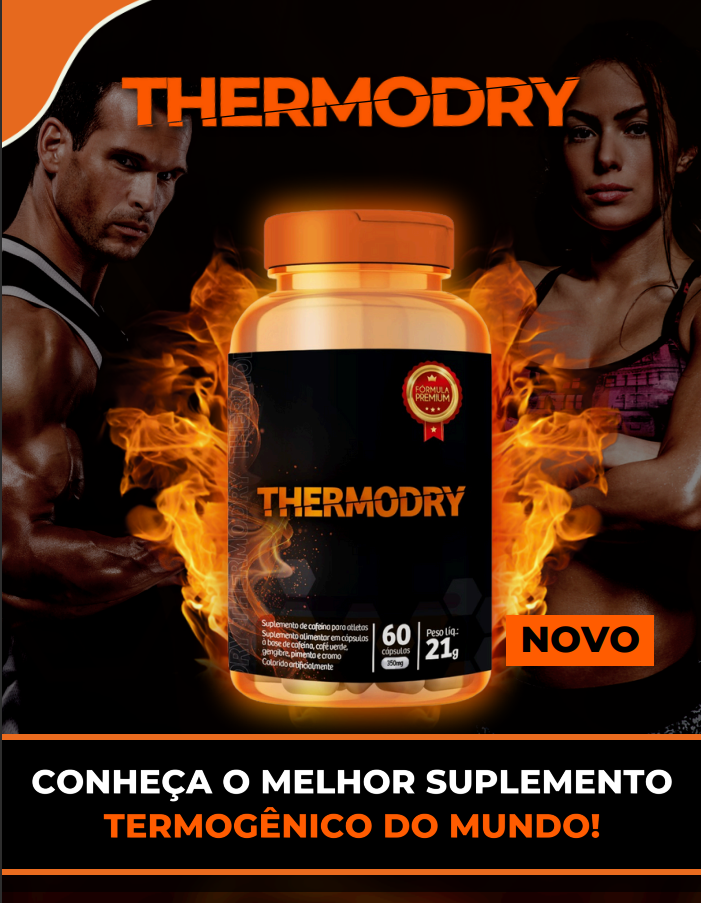 THERMODRY
FÓRMULA
PREMIUM
THERMODRY
Suplemento de cafeína para atletas
Suplemento alimentar em cápsulas
à base de cafeína, café verde,
gengibre, pimenta e cromo
Colorido artificialmente
60
cápsulas
350mg
Peso líq.:
21g
NOVO
CONHEÇA O MELHOR SUPLEMENTO
TERMOGÊNICO DO MUNDO!